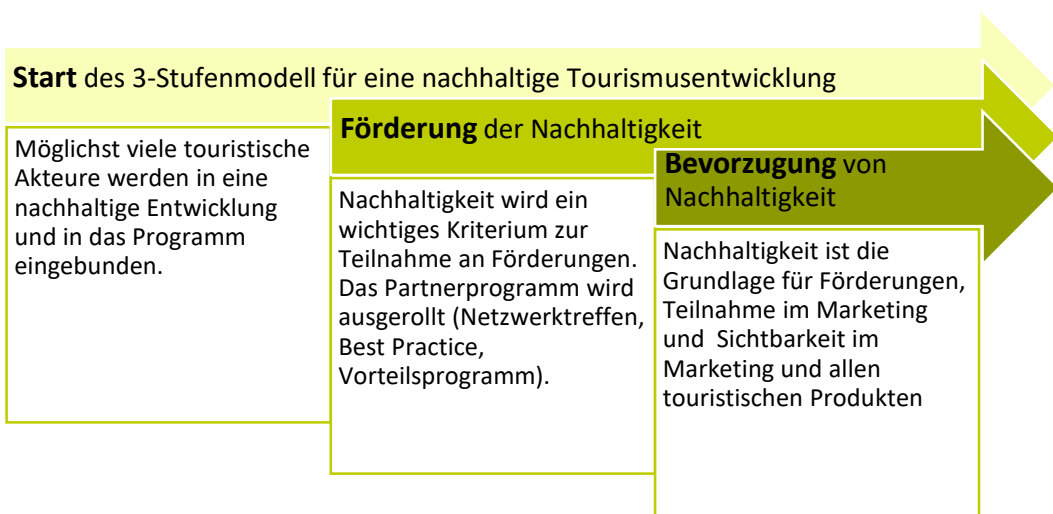 Start des 3-Stufenmodell für eine nachhaltige Tourismusentwicklung
Möglichst viele touristische
Akteure werden in eine
nachhaltige Entwicklung
und in das Programm
eingebunden.
Förderung der Nachhaltigkeit
Nachhaltigkeit wird ein
wichtiges Kriterium zur
Teilnahme an Förderungen.
Das Partnerprogramm wird
ausgerollt (Netzwerktreffen,
Best Practice,
Vorteilsprogramm).
Bevorzugung von
Nachhaltigkeit
Nachhaltigkeit ist die
Grundlage für Förderungen,
Teilnahme im Marketing
und  Sichtbarkeit im
Marketing und allen
touristischen Produkten